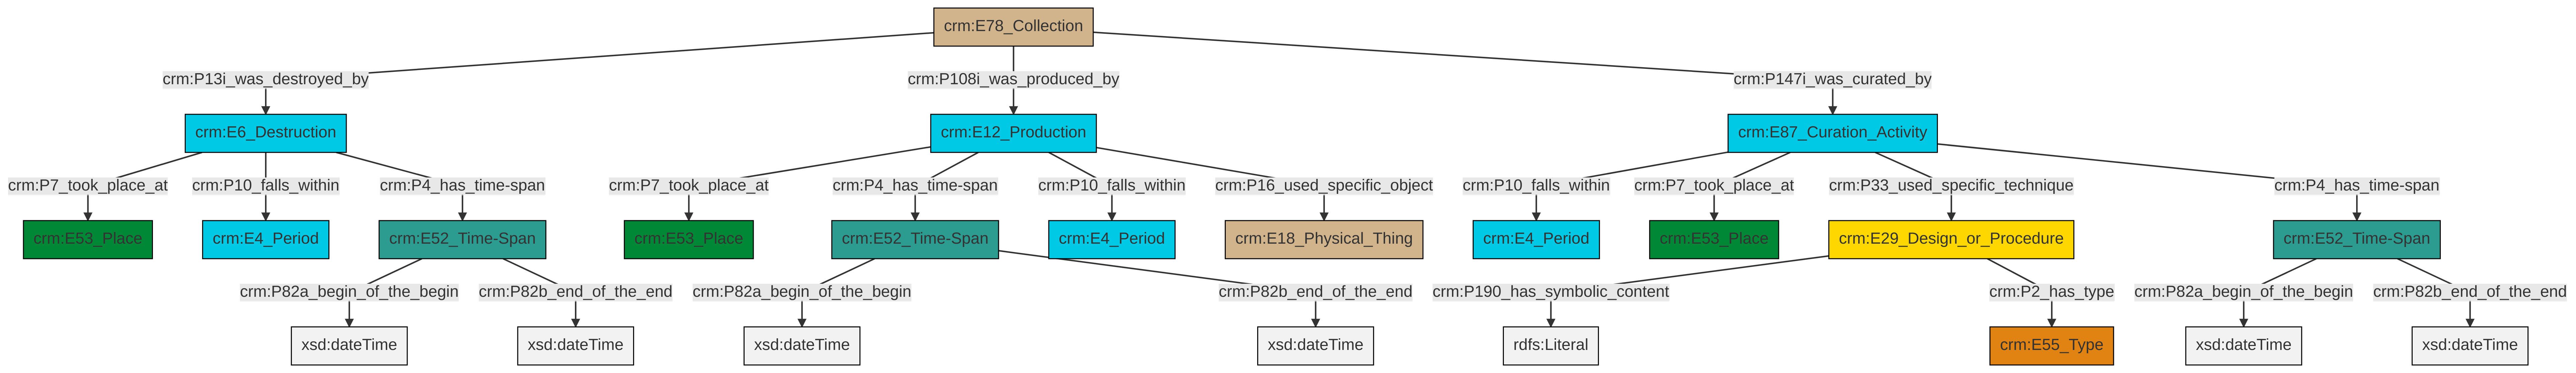 crm:E78_Collection
crm:P13i_was_destroyed_by
crm:P108i_was_produced_by
crm:P147i_was_curated_by
crm:E6_Destruction
crm:E12_Production
crm:E87_Curation_Activity
crm:P7_took_place_at
crm:P10_falls_within
crm:P4_has_time-span
crm:P7_took_place_at
crm:P4_has_time-span
crm:P10_falls_within
crm:P16_used_specific_object
crm:P10_falls_within
crm:P7_took_place_at
crm:P33_used_specific_technique
crm:P4_has_time-span
crm:E53_Place
crm:E4_Period
crm:E52_Time-Span
crm:E53_Place
crm:E52_Time-Span
crm:E4_Period
crm:E18_Physical_Thing
crm:E4_Period
crm:E53_Place
crm:E29_Design_or_Procedure
crm:E52_Time-Span
crm:P82a_begin_of_the_begin
crm:P82b_end_of_the_end
crm:P82a_begin_of_the_begin
crm:P82b_end_of_the_end
crm:P190_has_symbolic_content
crm:P2_has_type
crm:P82a_begin_of_the_begin
crm:P82b_end_of_the_end
xsd:dateTime
xsd:dateTime
xsd:dateTime
xsd:dateTime
rdfs:Literal
crm:E55_Type
xsd:dateTime
xsd:dateTime